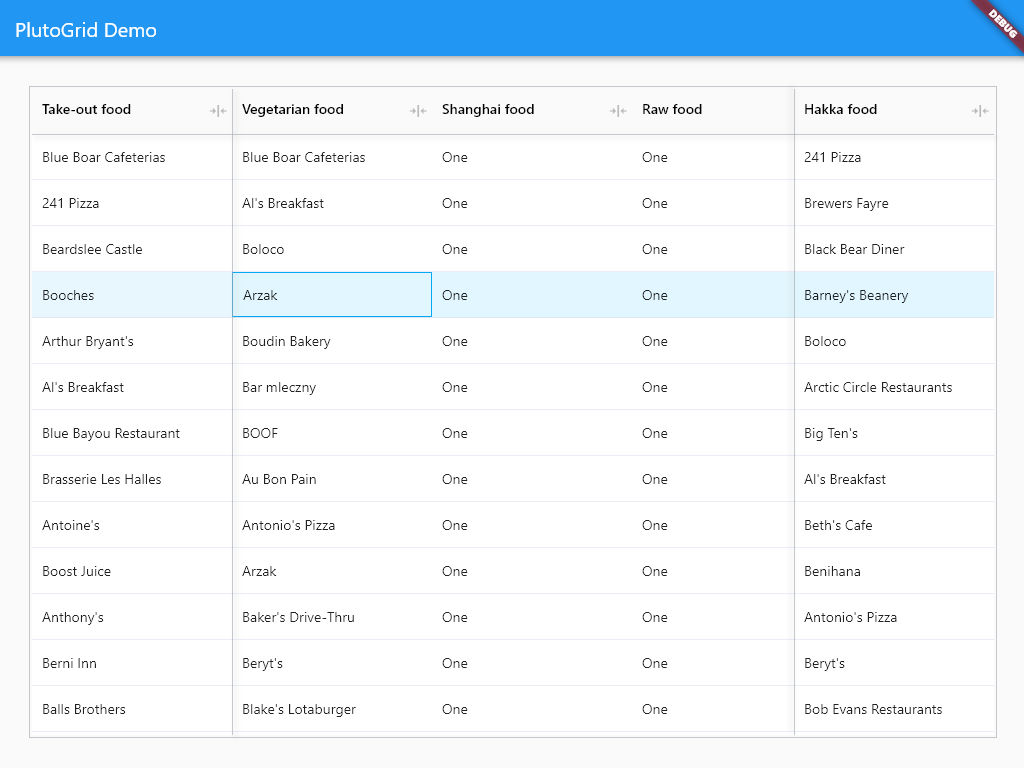 PlutoGrid Demo
DEBUG
Take-out food Vegetarian food Shanghai food Raw food Hakka food
Blue Boar Cafeterias Blue Boar Cafeterias One One 241 Pizza
241 Pizza Al's Breakfast One One Brewers Fayre
Beardslee Castle Boloco One One Black Bear Diner
Booches Arzak One One Barney's Beanery
Arthur Bryant's Boudin Bakery One One Boloco
Al's Breakfast Bar mleczny One One Arctic Circle Restaurants
Blue Bayou Restaurant BOOF One One Big Ten's
Brasserie Les Halles Au Bon Pain One One Al's Breakfast
Antoine's Antonio's Pizza One One Beth's Cafe
Boost Juice Arzak One One Benihana
Anthony's Baker's Drive-Thru One One Antonio's Pizza
Berni Inn Beryt's One One Beryt's
Balls Brothers Blake's Lotaburger One One Bob Evans Restaurants